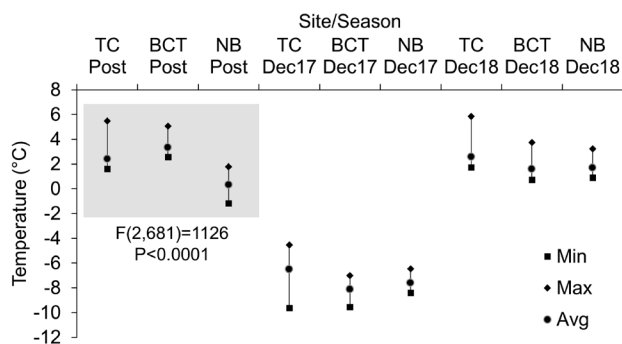 Site/Season
TC BCT NB TC BCT NB TC BCT NB
Post Post Post Dec17 Dec17 Dec17 Dec18 Dec18 Dec18
8
6
4
2
0
-2
-4
-6
-8
-10
-12
Temperature (°C)
F(2,681)=1126
P<0.0001
Min
Max
Avg